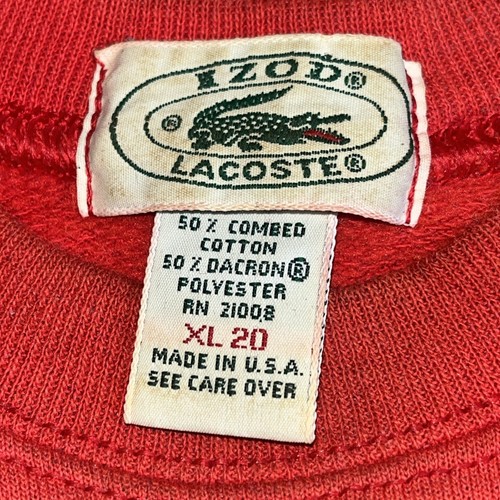 IZOD®
®
LACOSTE®
50% COMBED
COTTON
50% DACRON®
POLYESTER
RN 21008
XL 20
MADE IN U.S.A.
SEE CARE OVER